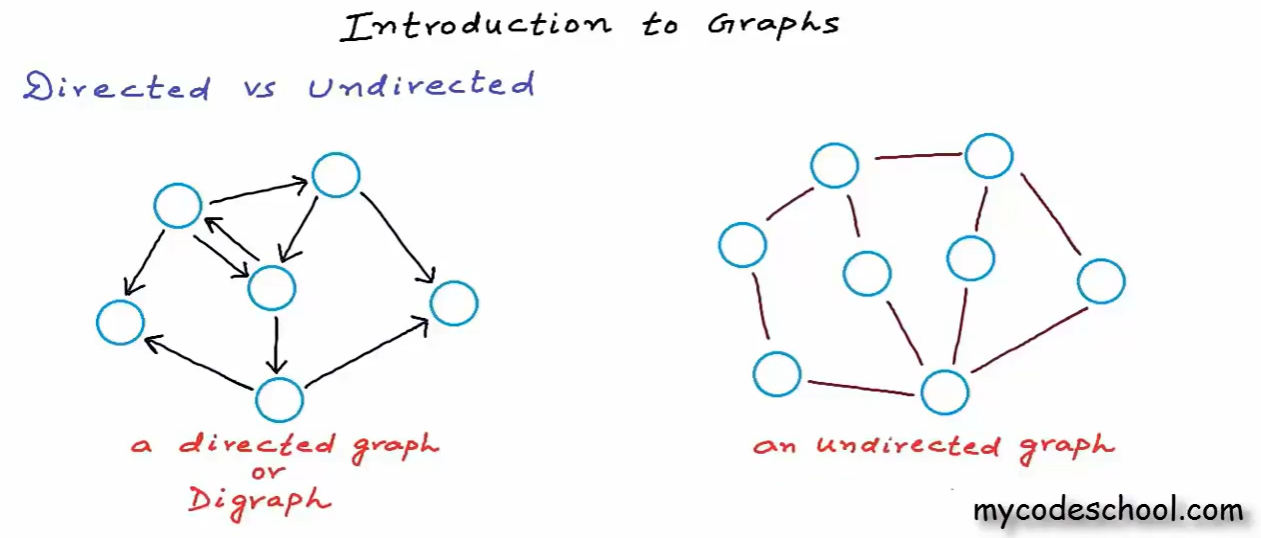 Introduction to Graphs
Directed vs Undirected
a directed graph
or
Digraph
an undirected graph
mycodeschool.com